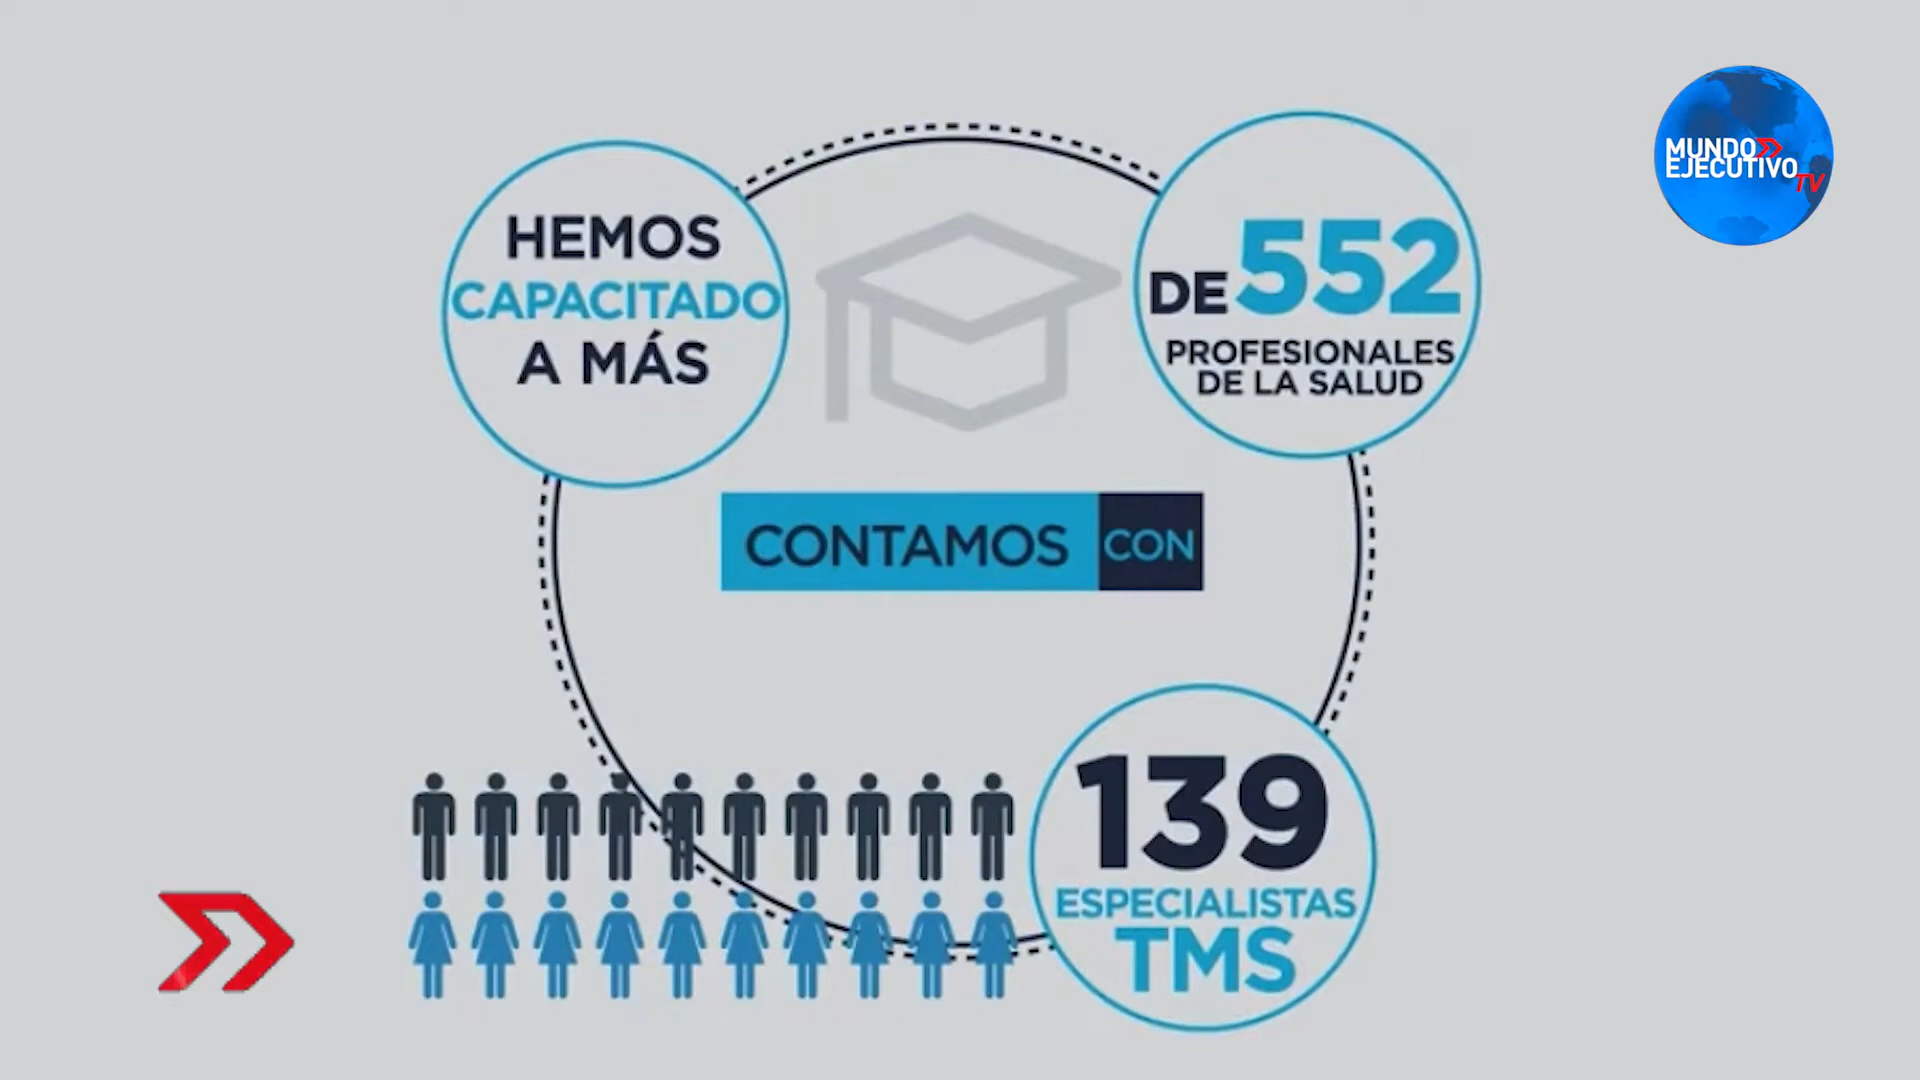 HEMOS
CAPACITADO
A MÁS
DE 552
PROFESIONALES
DE LA SALUD
CONTAMOS CON
139
ESPECIALISTAS
TMS
MUNDO
EJECUTIVO
TV